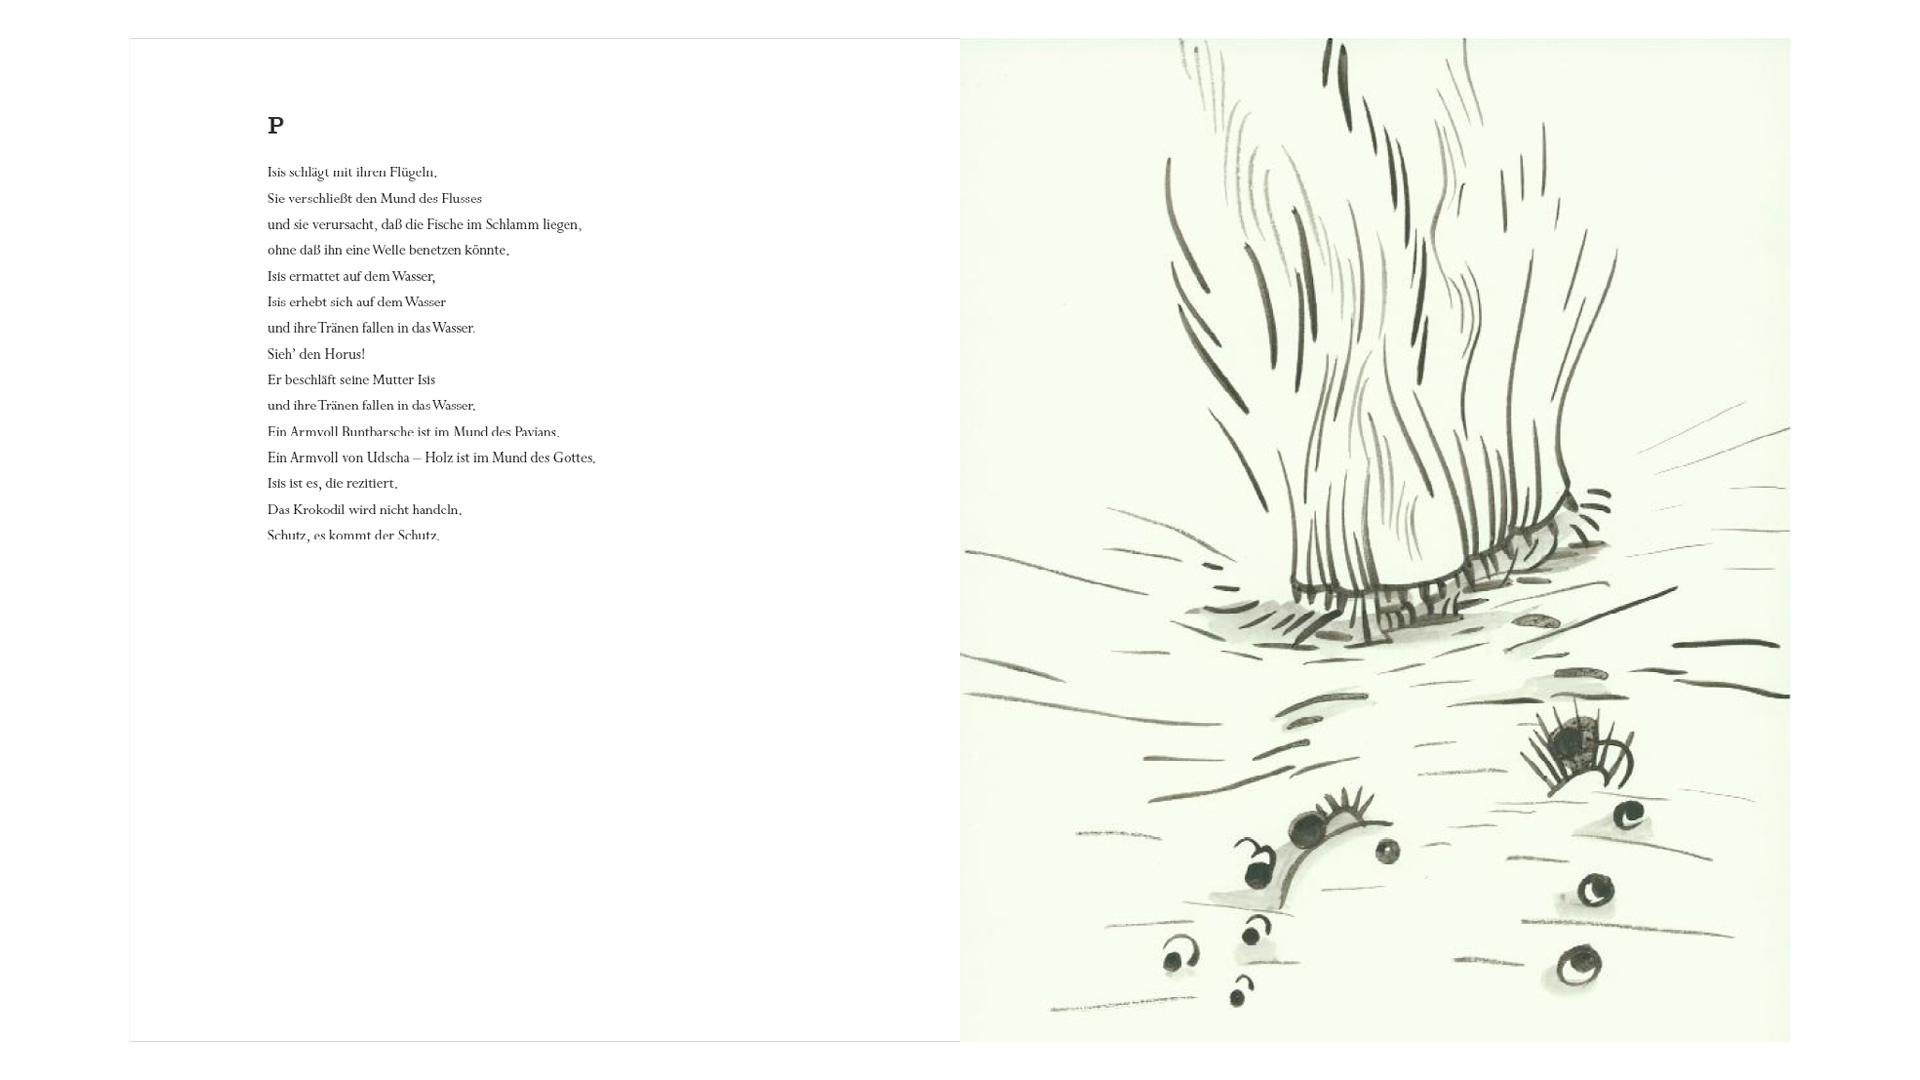 P
Isis schlägt mit ihren Flügeln.
Sie verschließt den Mund des Flusses
und sie verursacht, daß die Fische im Schlamm liegen,
ohne daß ihn eine Welle benetzen könnte.
Isis ermattet auf dem Wasser,
Isis erhebt sich auf dem Wasser
und ihre Tränen fallen in das Wasser.
Sieh’ den Horus!
Er beschläft seine Mutter Isis
und ihre Tränen fallen in das Wasser.
Ein Armvoll Buntbarsche ist im Mund des Pavians.
Ein Armvoll von Udscha – Holz ist im Mund des Gottes.
Isis ist es, die rezitiert.
Das Krokodil wird nicht handeln.
Schutz, es kommt der Schutz.